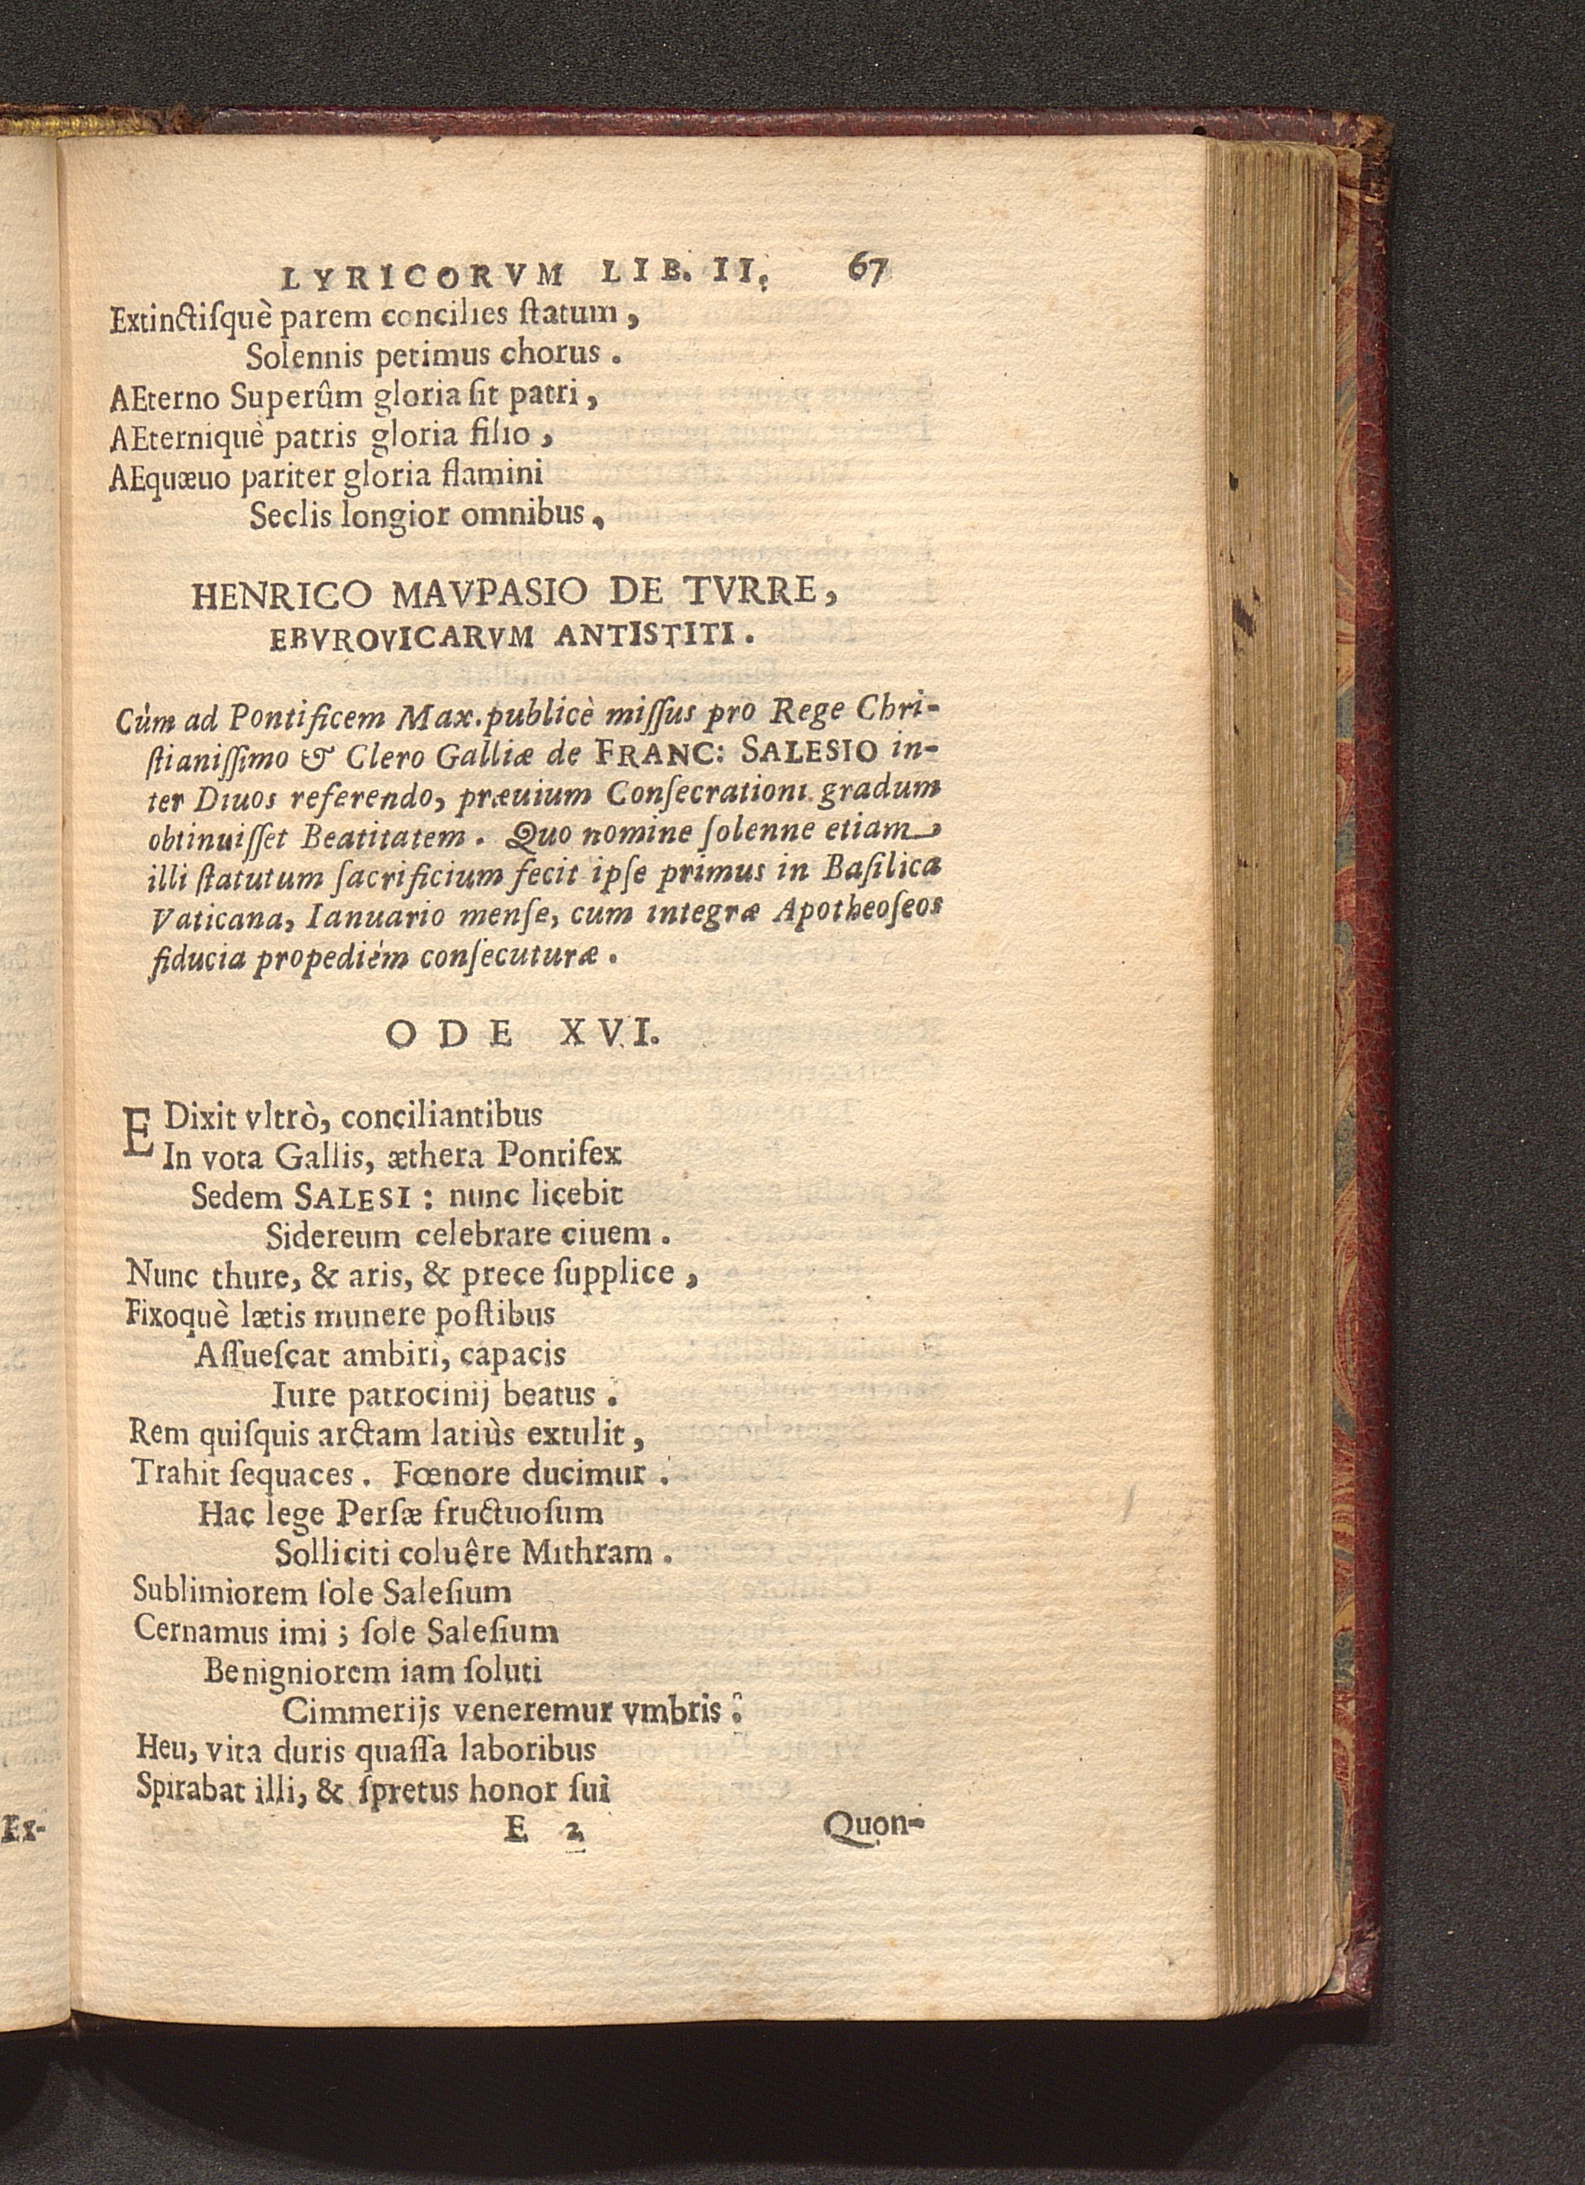 LYRICORVM LIB. II. 67
Extinctiſquè parem concilies ſtatum,
Solennis petimus chorus.
AEterno Superûm gloria ſit patri,
AEterniquè patris gloria filio,
AEquæuo pariter gloria flamini
Seclis longior omnibus.
HENRICO MAVPASIO DE TVRRE,
EBVROVICARVM ANTISTITI.
Cùm ad Pontificem Max. publicè miſſus pro Rege Chri-
ſtianiſſimo & Clero Galliæ de FRANC: SALESIO in-
ter Diuos referendo, præuium Conſecrationi gradum
obtinuiſſet Beatitatem. Quo nomine ſolenne etiam
illi ſtatutum ſacrificium fecit ipſe primus in Baſilica
Vaticana, Ianuario menſe, cum integræ Apotheoſeos
fiducia propedièm conſecuturæ.
ODE XVI.
EDixit vltrò, conciliantibus
In vota Gallis, æthera Pontifex
Sedem SALESI: nunc licebit
Sidereum celebrare ciuem.
Nunc thure, & aris, & prece ſupplice,
Fixoquè lætis munere poſtibus
Aſſueſcat ambiri, capacis
Iure patrocinij beatus.
Rem quiſquis arctam latiùs extulit,
Trahit ſequaces. Fœnore ducimur.
Hac lege Perſæ fructuoſum
Solliciti coluêre Mithram.
Sublimiorem ſole Saleſium
Cernamus imi; ſole Saleſium
Benigniorem iam ſoluti
Cimmerijs veneremur vmbris.
Heu, vita duris quaſſa laboribus
Spirabat illi, & ſpretus honor ſui
Ex- E 2 Quon-